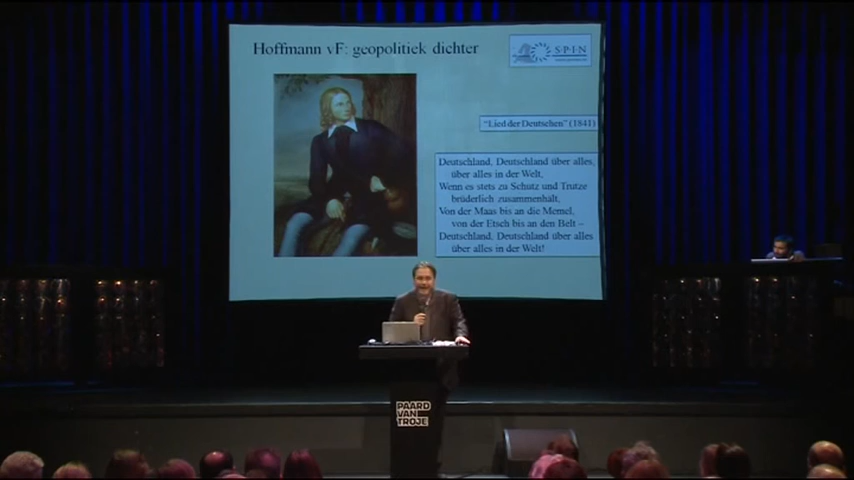 Hoffmann vF: geopolitiek dichter
S·P·I·N
"Lied der Deutschen" (1841)
Deutschland, Deutschland über alles,
über alles in der Welt,
Wenn es stets zu Schutz und Trutze
brüderlich zusammenhält,
Von der Maas bis an die Memel,
von der Etsch bis an den Belt –
Deutschland, Deutschland über alles
über alles in der Welt!
PAARD
VAN
TROJE